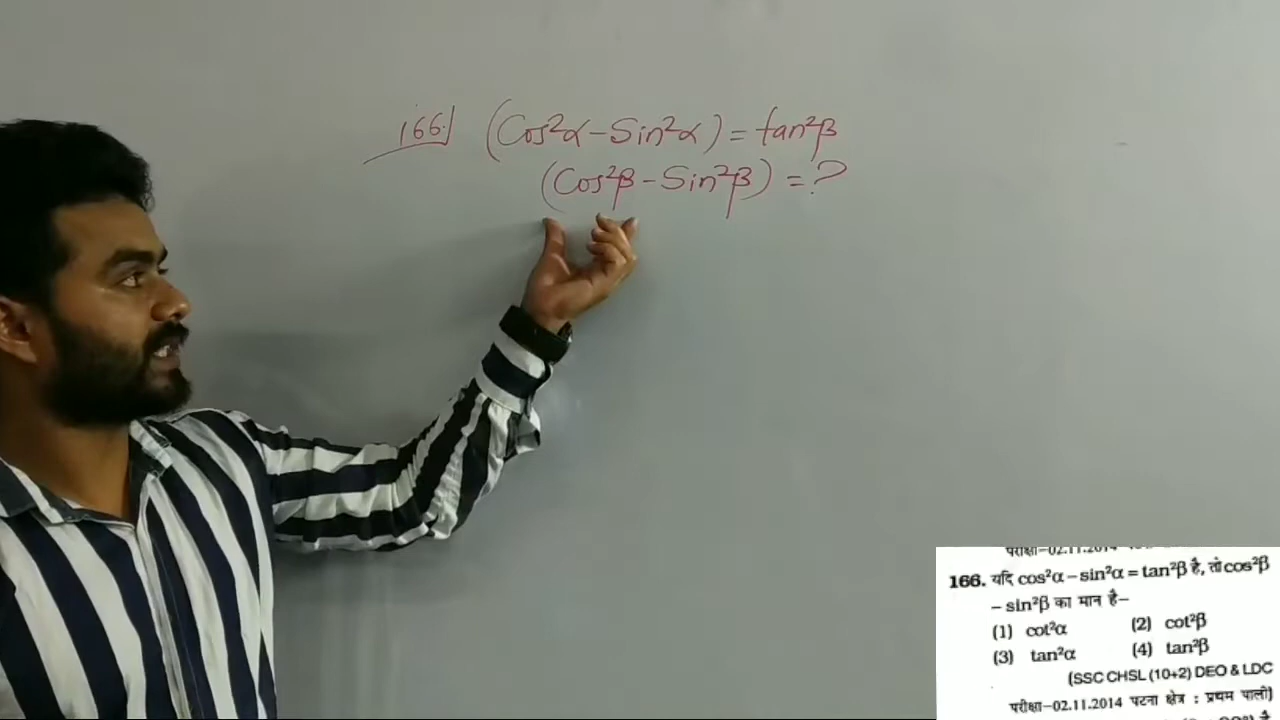 166.] (Cos²α - Sin²α) = tan²β
(Cos²β - Sin²β) = ?
166. यदि cos²α – sin²α = tan²β है, तो cos²β
– sin²β का मान है–
(1) cot²α (2) cot²β
(3) tan²α (4) tan²β
(SSC CHSL (10+2) DEO & LDC
परीक्षा–02.11.2014 पटना क्षेत्र : प्रथम पाली)